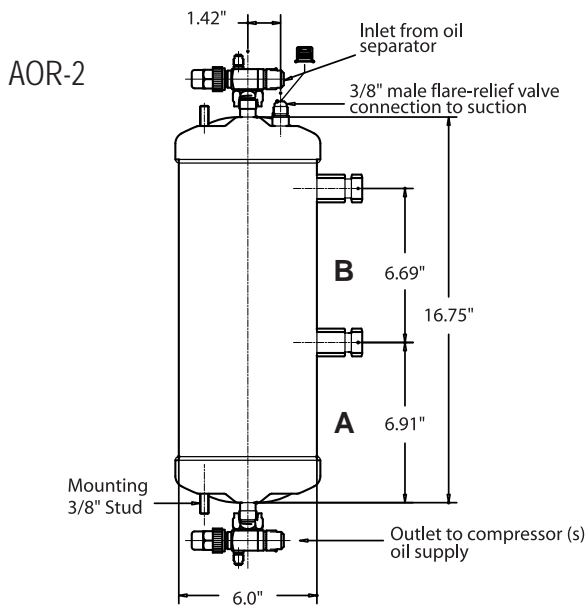 1.42"
Inlet from oil
separator
AOR-2
3/8" male flare-relief valve
connection to suction
B
6.69"
16.75"
A
6.91"
Mounting
3/8" Stud
Outlet to compressor (s)
oil supply
6.0"